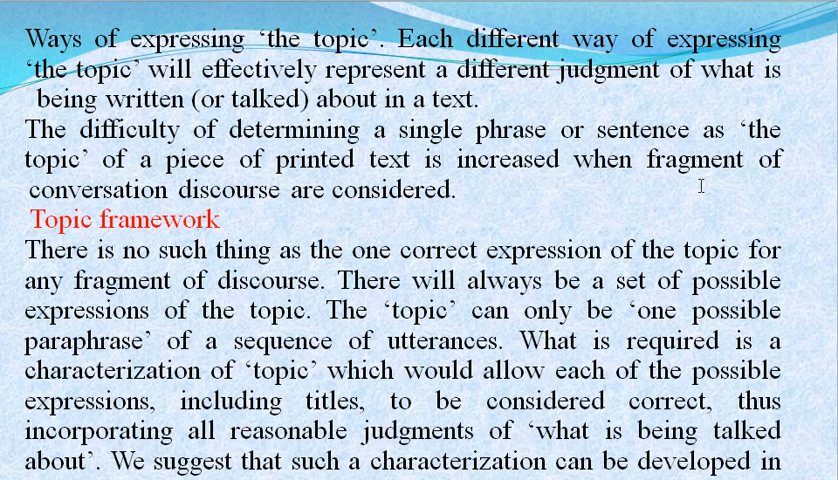 Ways of expressing ‘the topic’. Each different way of expressing
‘the topic’ will effectively represent a different judgment of what is
being written (or talked) about in a text.
The difficulty of determining a single phrase or sentence as ‘the
topic’ of a piece of printed text is increased when fragment of
conversation discourse are considered.
Topic framework
There is no such thing as the one correct expression of the topic for
any fragment of discourse. There will always be a set of possible
expressions of the topic. The ‘topic’ can only be ‘one possible
paraphrase’ of a sequence of utterances. What is required is a
characterization of ‘topic’ which would allow each of the possible
expressions, including titles, to be considered correct, thus
incorporating all reasonable judgments of ‘what is being talked
about’. We suggest that such a characterization can be developed in